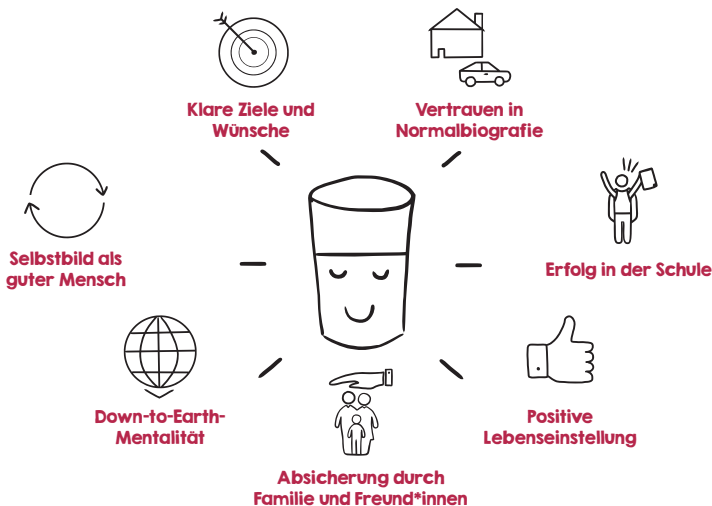 Klare Ziele und
Wünsche
Vertrauen in
Normalbiografie
Selbstbild als
guter Mensch
Erfolg in der Schule
Down-to-Earth-
Mentalität
Positive
Lebenseinstellung
Absicherung durch
Familie und Freund*innen